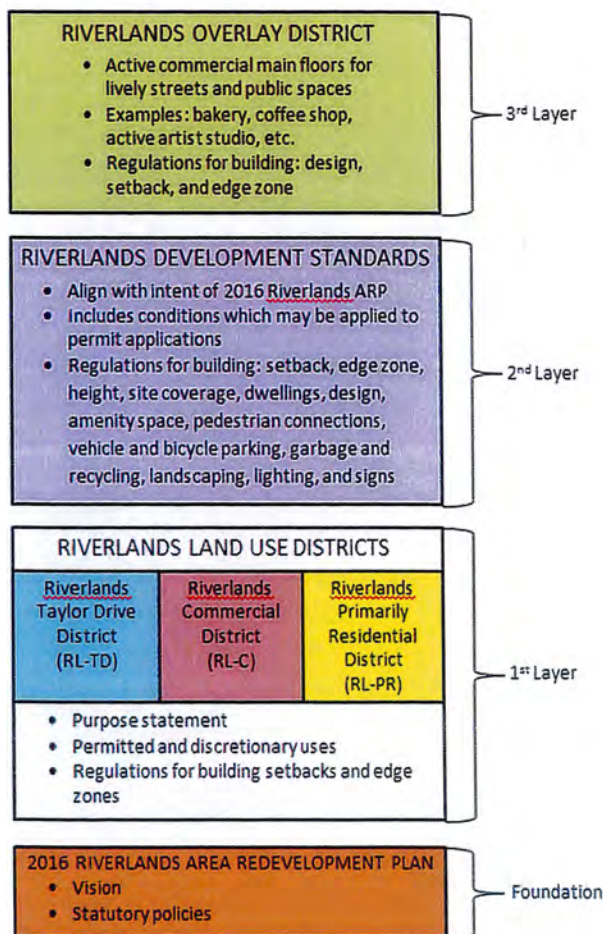 RIVERLANDS OVERLAY DISTRICT
• Active commercial main floors for
lively streets and public spaces
• Examples: bakery, coffee shop,
active artist studio, etc.
• Regulations for building: design,
setback, and edge zone
3rd Layer
RIVERLANDS DEVELOPMENT STANDARDS
• Align with intent of 2016 Riverlands ARP
• Includes conditions which may be applied to
permit applications
• Regulations for building: setback, edge zone,
height, site coverage, dwellings, design,
amenity space, pedestrian connections,
vehicle and bicycle parking, garbage and
recycling, landscaping, lighting, and signs
2nd Layer
RIVERLANDS LAND USE DISTRICTS
Riverlands
Taylor Drive
District
(RL-TD)
Riverlands
Commercial
District
(RL-C)
Riverlands
Primarily
Residential
District
(RL-PR)
• Purpose statement
• Permitted and discretionary uses
• Regulations for building setbacks and edge
zones
1st Layer
2016 RIVERLANDS AREA REDEVELOPMENT PLAN
• Vision
• Statutory policies
Foundation